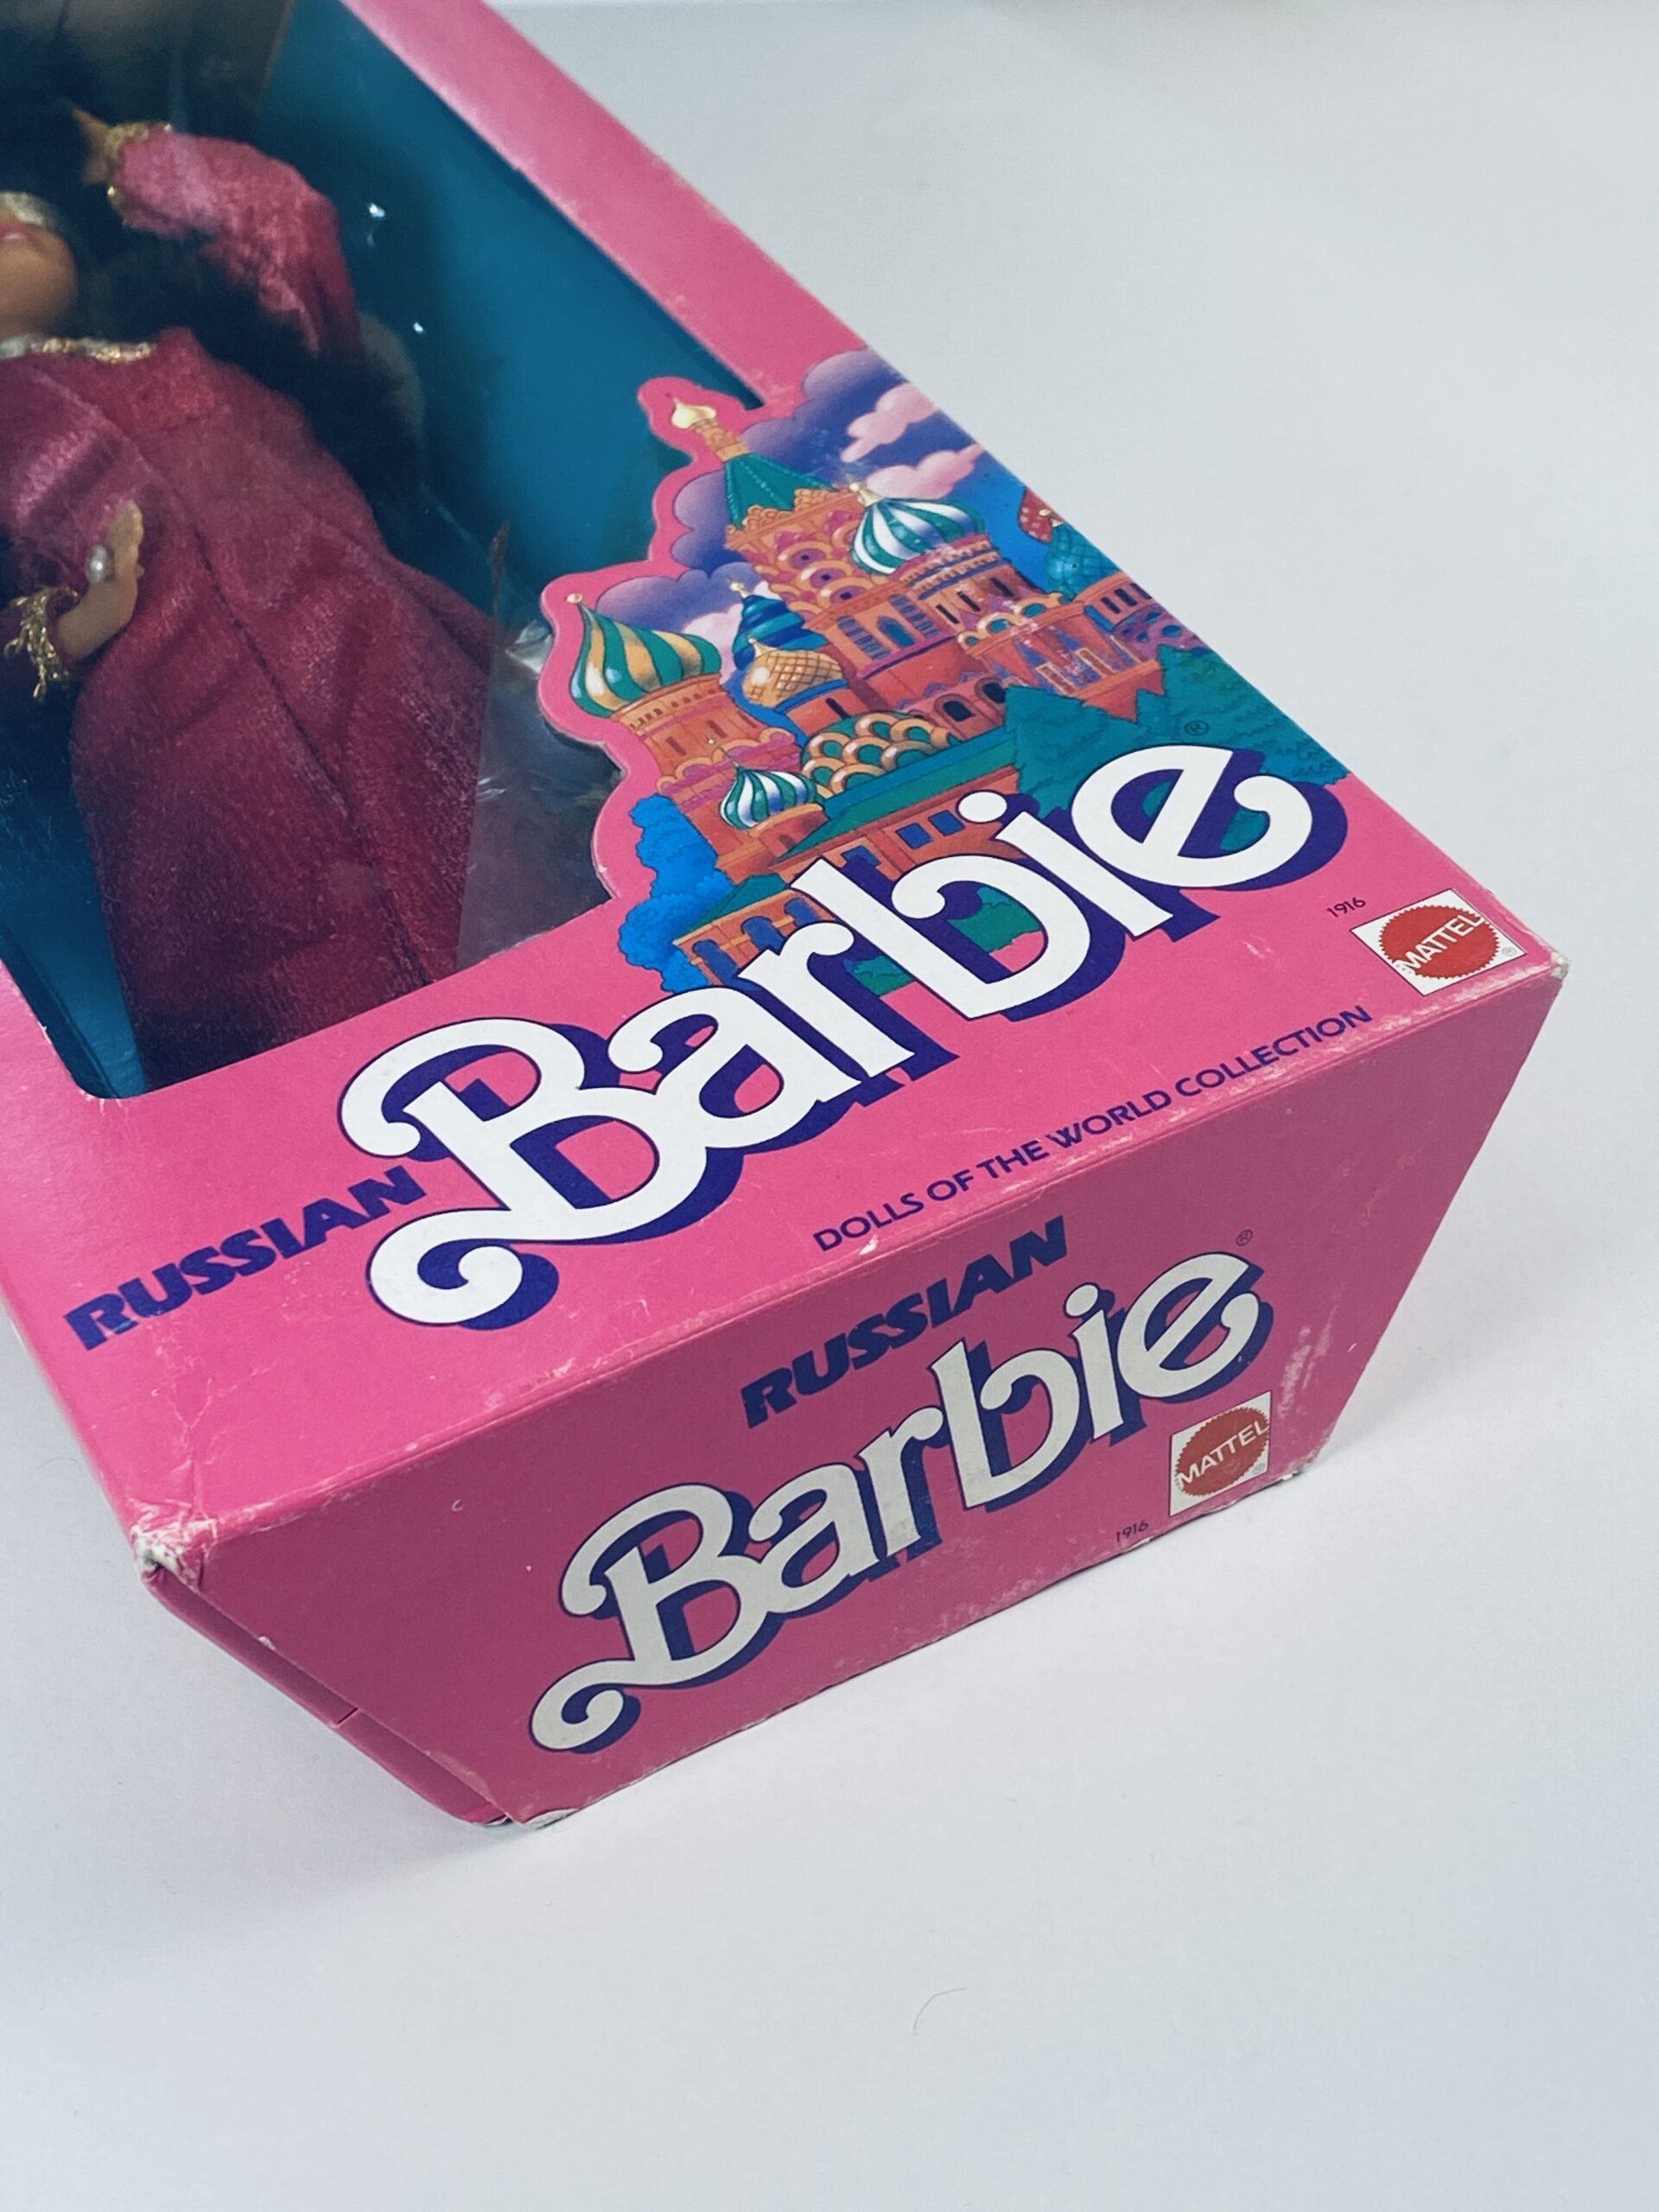 RUSSIAN Barbie®
1916
MATTEL®
DOLLS OF THE WORLD COLLECTION
RUSSIAN
Barbie®
MATTEL®
1916